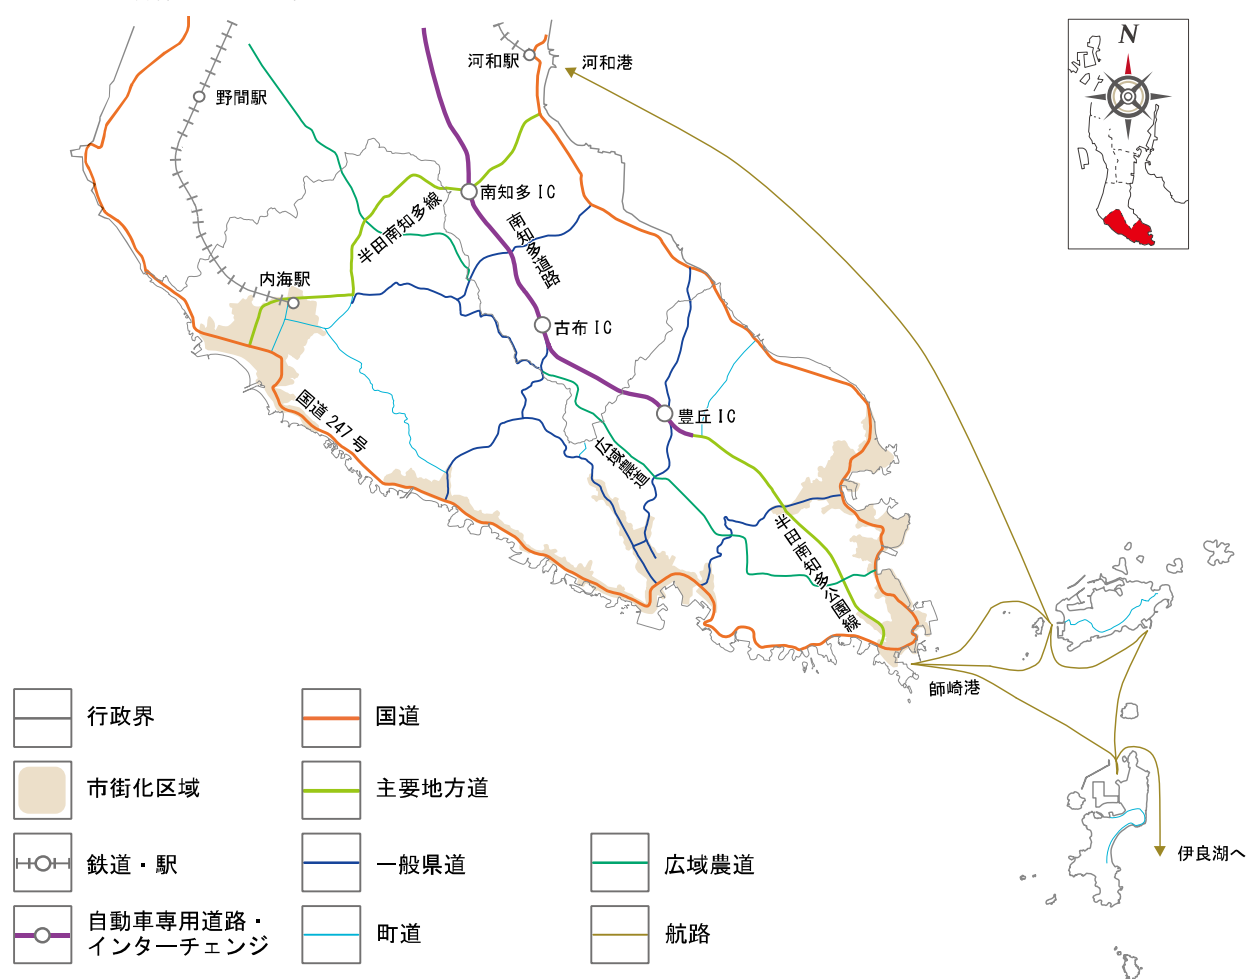 河和駅
河和港
N
野間駅
南知多IC
半田南知多線
南知多道路
内海駅
古布IC
国道247号
豊丘IC
広域農道
半田南知多公園線
師崎港
伊良湖へ
行政界
国道
市街化区域
主要地方道
鉄道・駅
一般県道
広域農道
自動車専用道路・
インターチェンジ
町道
航路